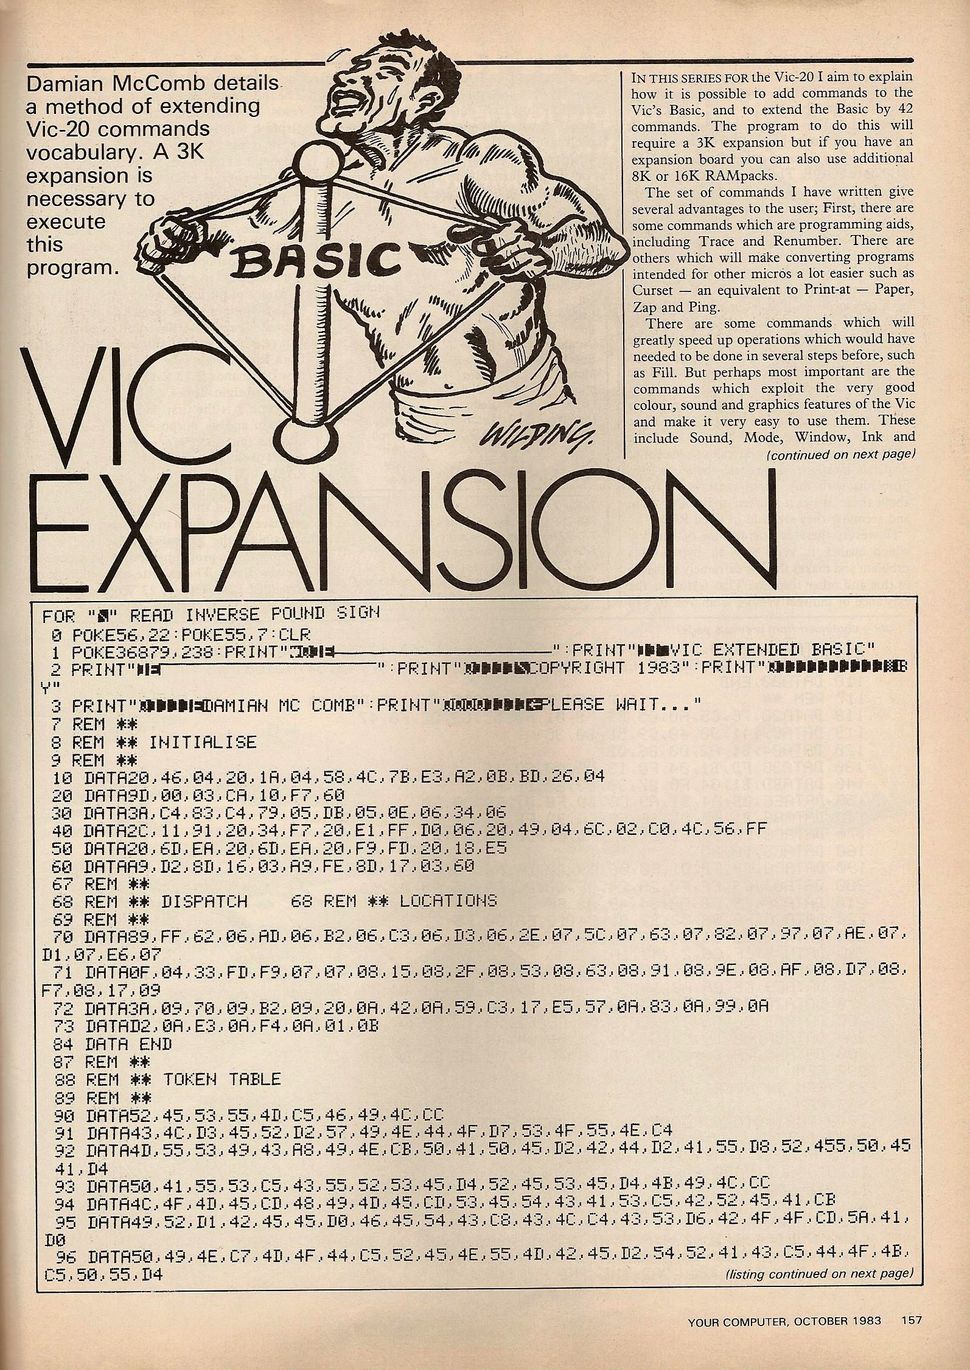 Damian McComb details
a method of extending
Vic-20 commands
vocabulary. A 3K
expansion is
necessary to
execute
this
program.
BASIC
WILDING.
VIC
EXPANSION
IN THIS SERIES FOR the Vic-20 I aim to explain
how it is possible to add commands to the
Vic's Basic, and to extend the Basic by 42
commands. The program to do this will
require a 3K expansion but if you have an
expansion board you can also use additional
8K or 16K RAMpacks.
The set of commands I have written give
several advantages to the user; First, there are
some commands which are programming aids,
including Trace and Renumber. There are
others which will make converting programs
intended for other micros a lot easier such as
Curset — an equivalent to Print-at — Paper,
Zap and Ping.
There are some commands which will
greatly speed up operations which would have
needed to be done in several steps before, such
as Fill. But perhaps most important are the
commands which exploit the very good
colour, sound and graphics features of the Vic
and make it very easy to use them. These
include Sound, Mode, Window, Ink and
(continued on next page)
FOR " " READ INVERSE POUND SIGN
0 POKE56,22:POKE55,7:CLR
1 POKE36879,238:PRINT" ":PRINT" VIC EXTENDED BASIC"
2 PRINT" ":PRINT" COPYRIGHT 1983":PRINT" B
Y"
3 PRINT" DAMIAN MC COMB":PRINT" PLEASE WAIT..."
7 REM **
8 REM ** INITIALISE
9 REM **
10 DATA20,46,04,20,1A,04,58,4C,7B,E3,A2,0B,BD,26,04
20 DATA9D,00,03,CA,10,F7,60
30 DATA3A,C4,83,C4,79,05,DB,05,0E,06,34,06
40 DATA2C,11,91,20,34,F7,20,E1,FF,D0,06,20,49,04,6C,02,C0,4C,56,FF
50 DATA20,6D,EA,20,6D,EA,20,F9,FD,20,18,E5
60 DATAA9,D2,8D,16,03,A9,FE,8D,17,03,60
67 REM **
68 REM ** DISPATCH 68 REM ** LOCATIONS
69 REM **
70 DATA89,FF,62,06,AD,06,B2,06,C3,06,D3,06,2E,07,5C,07,63,07,82,07,97,07,AE,07,
D1,07,E6,07
71 DATA0F,04,33,FD,F9,07,07,08,15,08,2F,08,53,08,63,08,91,08,9E,08,AF,08,D7,08,
F7,08,17,09
72 DATA3A,09,70,09,B2,09,20,0A,42,0A,59,C3,17,E5,57,0A,83,0A,99,0A
73 DATAD2,0A,E3,0A,F4,0A,01,0B
84 DATA END
87 REM **
88 REM ** TOKEN TABLE
89 REM **
90 DATA52,45,53,55,4D,C5,46,49,4C,CC
91 DATA43,4C,D3,45,52,D2,57,49,4E,44,4F,D7,53,4F,55,4E,C4
92 DATA4D,55,53,49,43,A8,49,4E,CB,50,41,50,45,D2,42,44,D2,41,55,D8,52,455,50,45
41,D4
93 DATA50,41,55,53,C5,43,55,52,53,45,D4,52,45,53,45,D4,4B,49,4C,CC
94 DATA4C,4F,4D,45,CD,48,49,4D,45,CD,53,45,54,43,41,53,C5,42,52,45,41,CB
95 DATA49,52,D1,42,45,45,D0,46,45,54,43,C8,43,4C,C4,43,53,D6,42,4F,4F,CD,5A,41,
D0
96 DATA50,49,4E,C7,4D,4F,44,C5,52,45,4E,55,4D,42,45,D2,54,52,41,43,C5,44,4F,4B,
C5,50,55,D4
(listing continued on next page)
YOUR COMPUTER, OCTOBER 1983 157